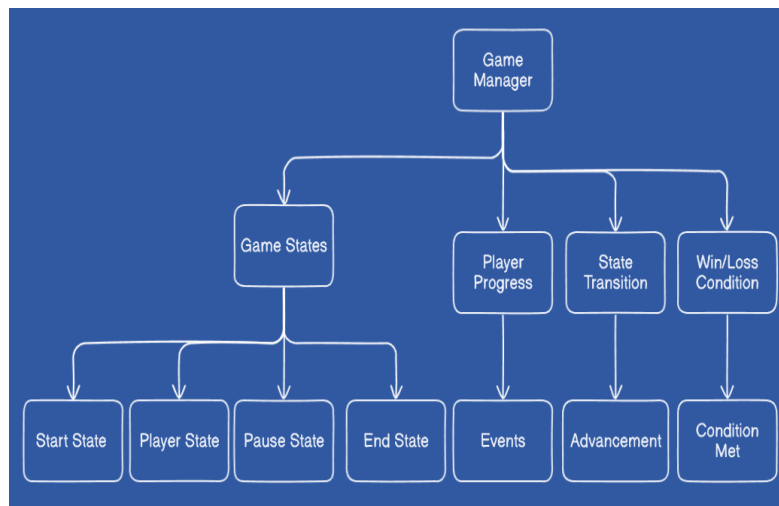 Game
Manager
Game States
Player
Progress
State
Transition
Win/Loss
Condition
Start State
Player State
Pause State
End State
Events
Advancement
Condition
Met